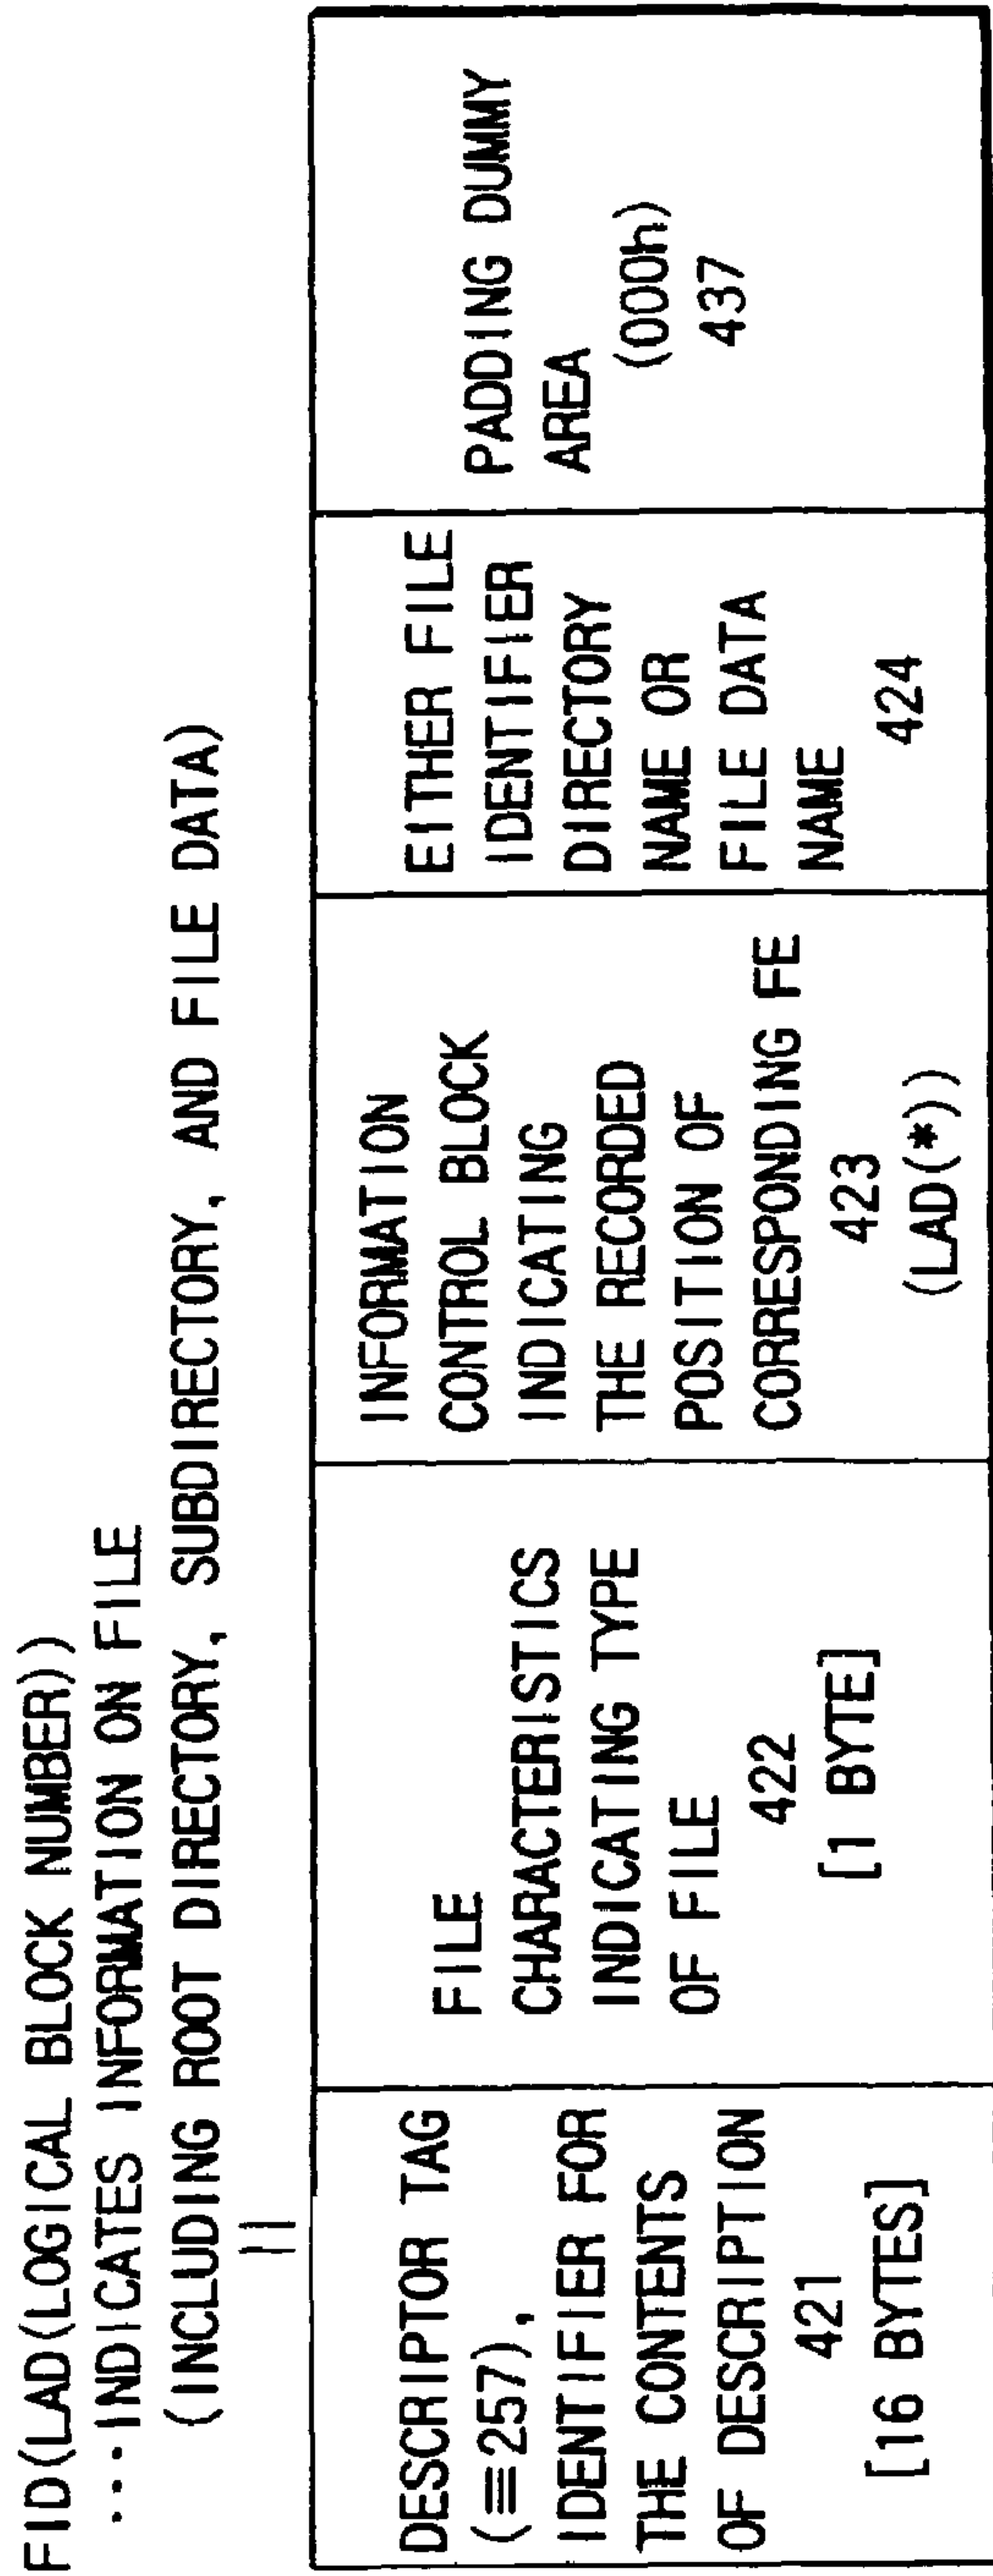 FID(LAD(LOGICAL BLOCK NUMBER))
···INDICATES INFORMATION ON FILE
(INCLUDING ROOT DIRECTORY, SUBDIRECTORY, AND FILE DATA)
||
DESCRIPTOR TAG
(≡257),
IDENTIFIER FOR
THE CONTENTS
OF DESCRIPTION
421
[16 BYTES]
FILE
CHARACTERISTICS
INDICATING TYPE
OF FILE
422
[1 BYTE]
INFORMATION
CONTROL BLOCK
INDICATING
THE RECORDED
POSITION OF
CORRESPONDING FE
423
(LAD(*))
EITHER FILE
IDENTIFIER
DIRECTORY
NAME OR
FILE DATA
NAME
424
PADDING DUMMY
AREA
(000h)
437